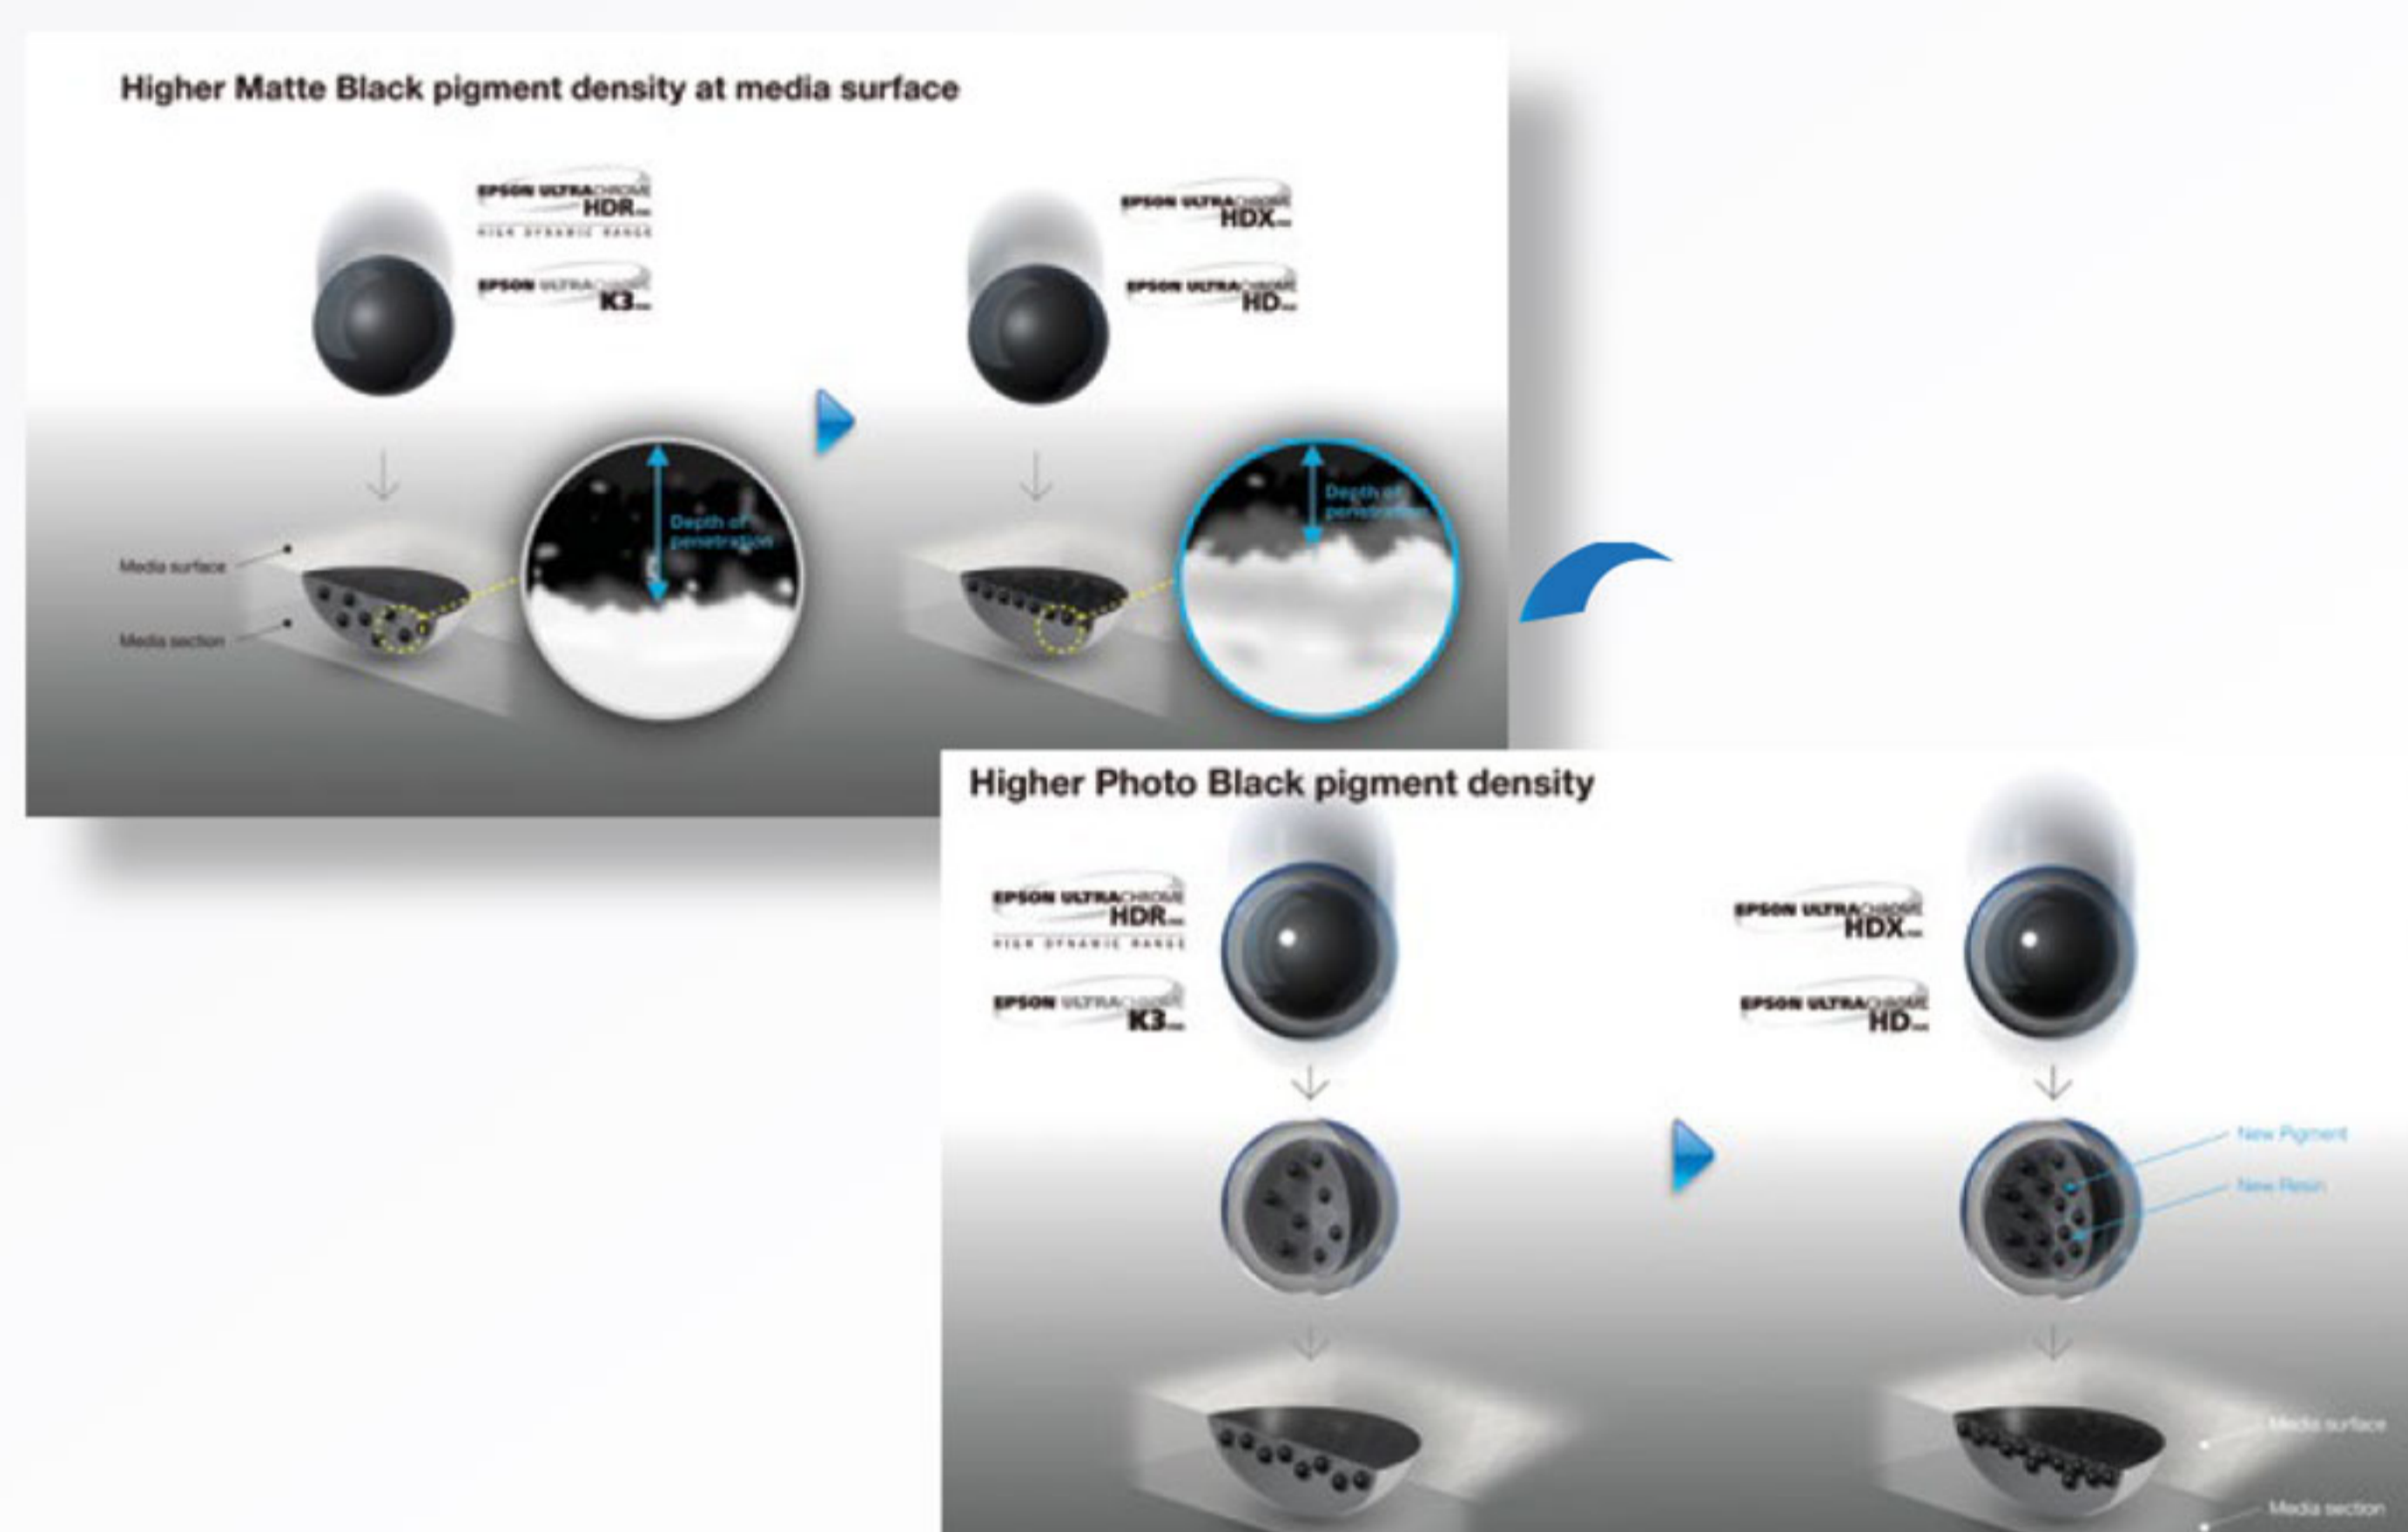 Higher Matte Black pigment density at media surface
EPSON ULTRACHROME
HDR
HIGH DYNAMIC RANGE
EPSON ULTRACHROME
K3
EPSON ULTRACHROME
HDX
EPSON ULTRACHROME
HD
Depth of
penetration
Depth of
penetration
Media surface
Media section
Higher Photo Black pigment density
EPSON ULTRACHROME
HDR
HIGH DYNAMIC RANGE
EPSON ULTRACHROME
K3
EPSON ULTRACHROME
HDX
EPSON ULTRACHROME
HD
New Pigment
New Resin
Media surface
Media section